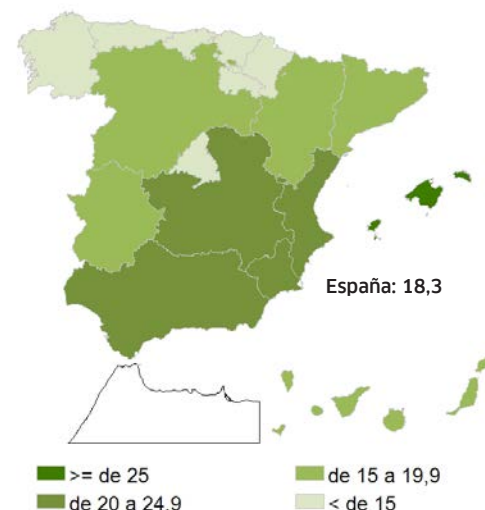 España: 18,3
>= de 25
de 15 a 19,9
de 20 a 24,9
< de 15